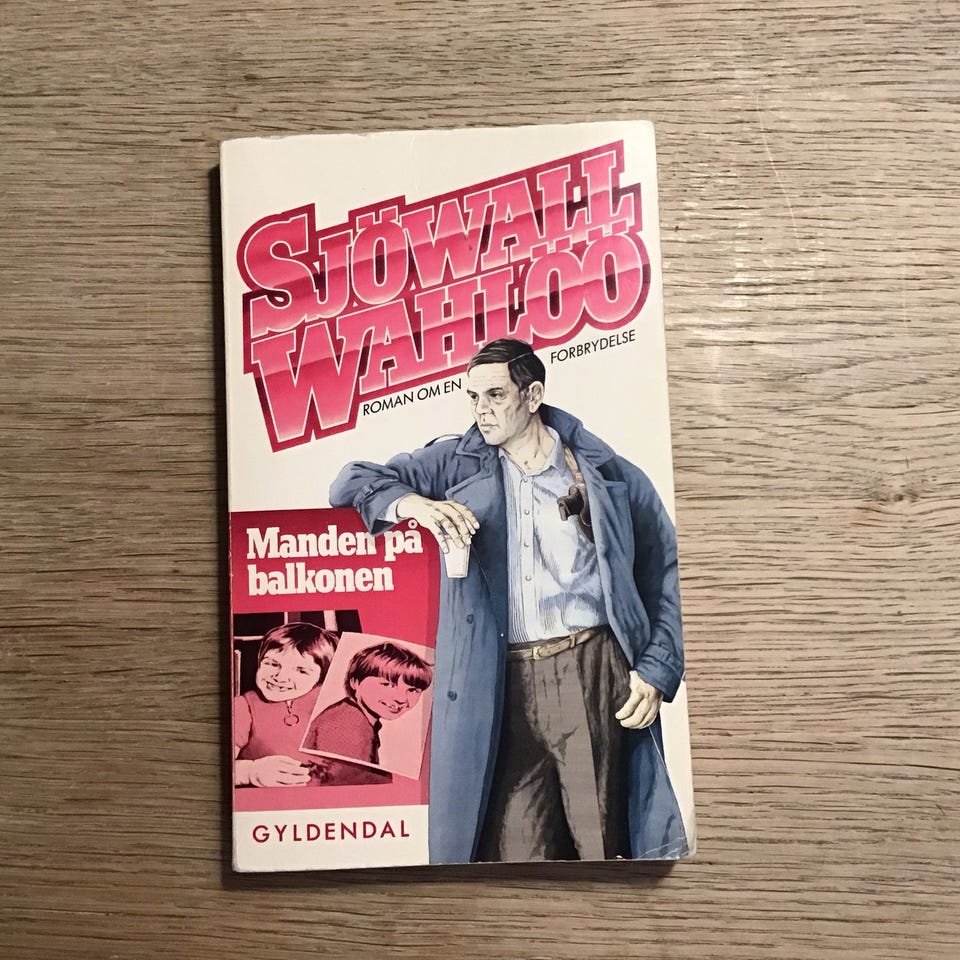 SJÖWALL
WAHLÖÖ
ROMAN OM EN FORBRYDELSE
Manden på
balkonen
GYLDENDAL